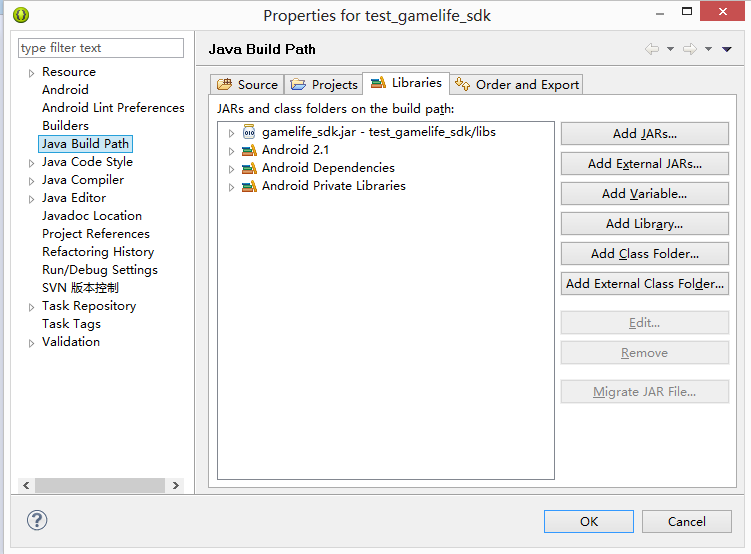 Properties for test_gamelife_sdk
type filter text
Resource
Android
Android Lint Preferences
Builders
Java Build Path
Java Code Style
Java Compiler
Java Editor
Javadoc Location
Project References
Refactoring History
Run/Debug Settings
SVN 版本控制
Task Repository
Task Tags
Validation
Java Build Path
Source Projects Libraries Order and Export
JARs and class folders on the build path:
gamelife_sdk.jar - test_gamelife_sdk/libs
Android 2.1
Android Dependencies
Android Private Libraries
Add JARs...
Add External JARs...
Add Variable...
Add Library...
Add Class Folder...
Add External Class Folder...
Edit...
Remove
Migrate JAR File...
?
OK Cancel